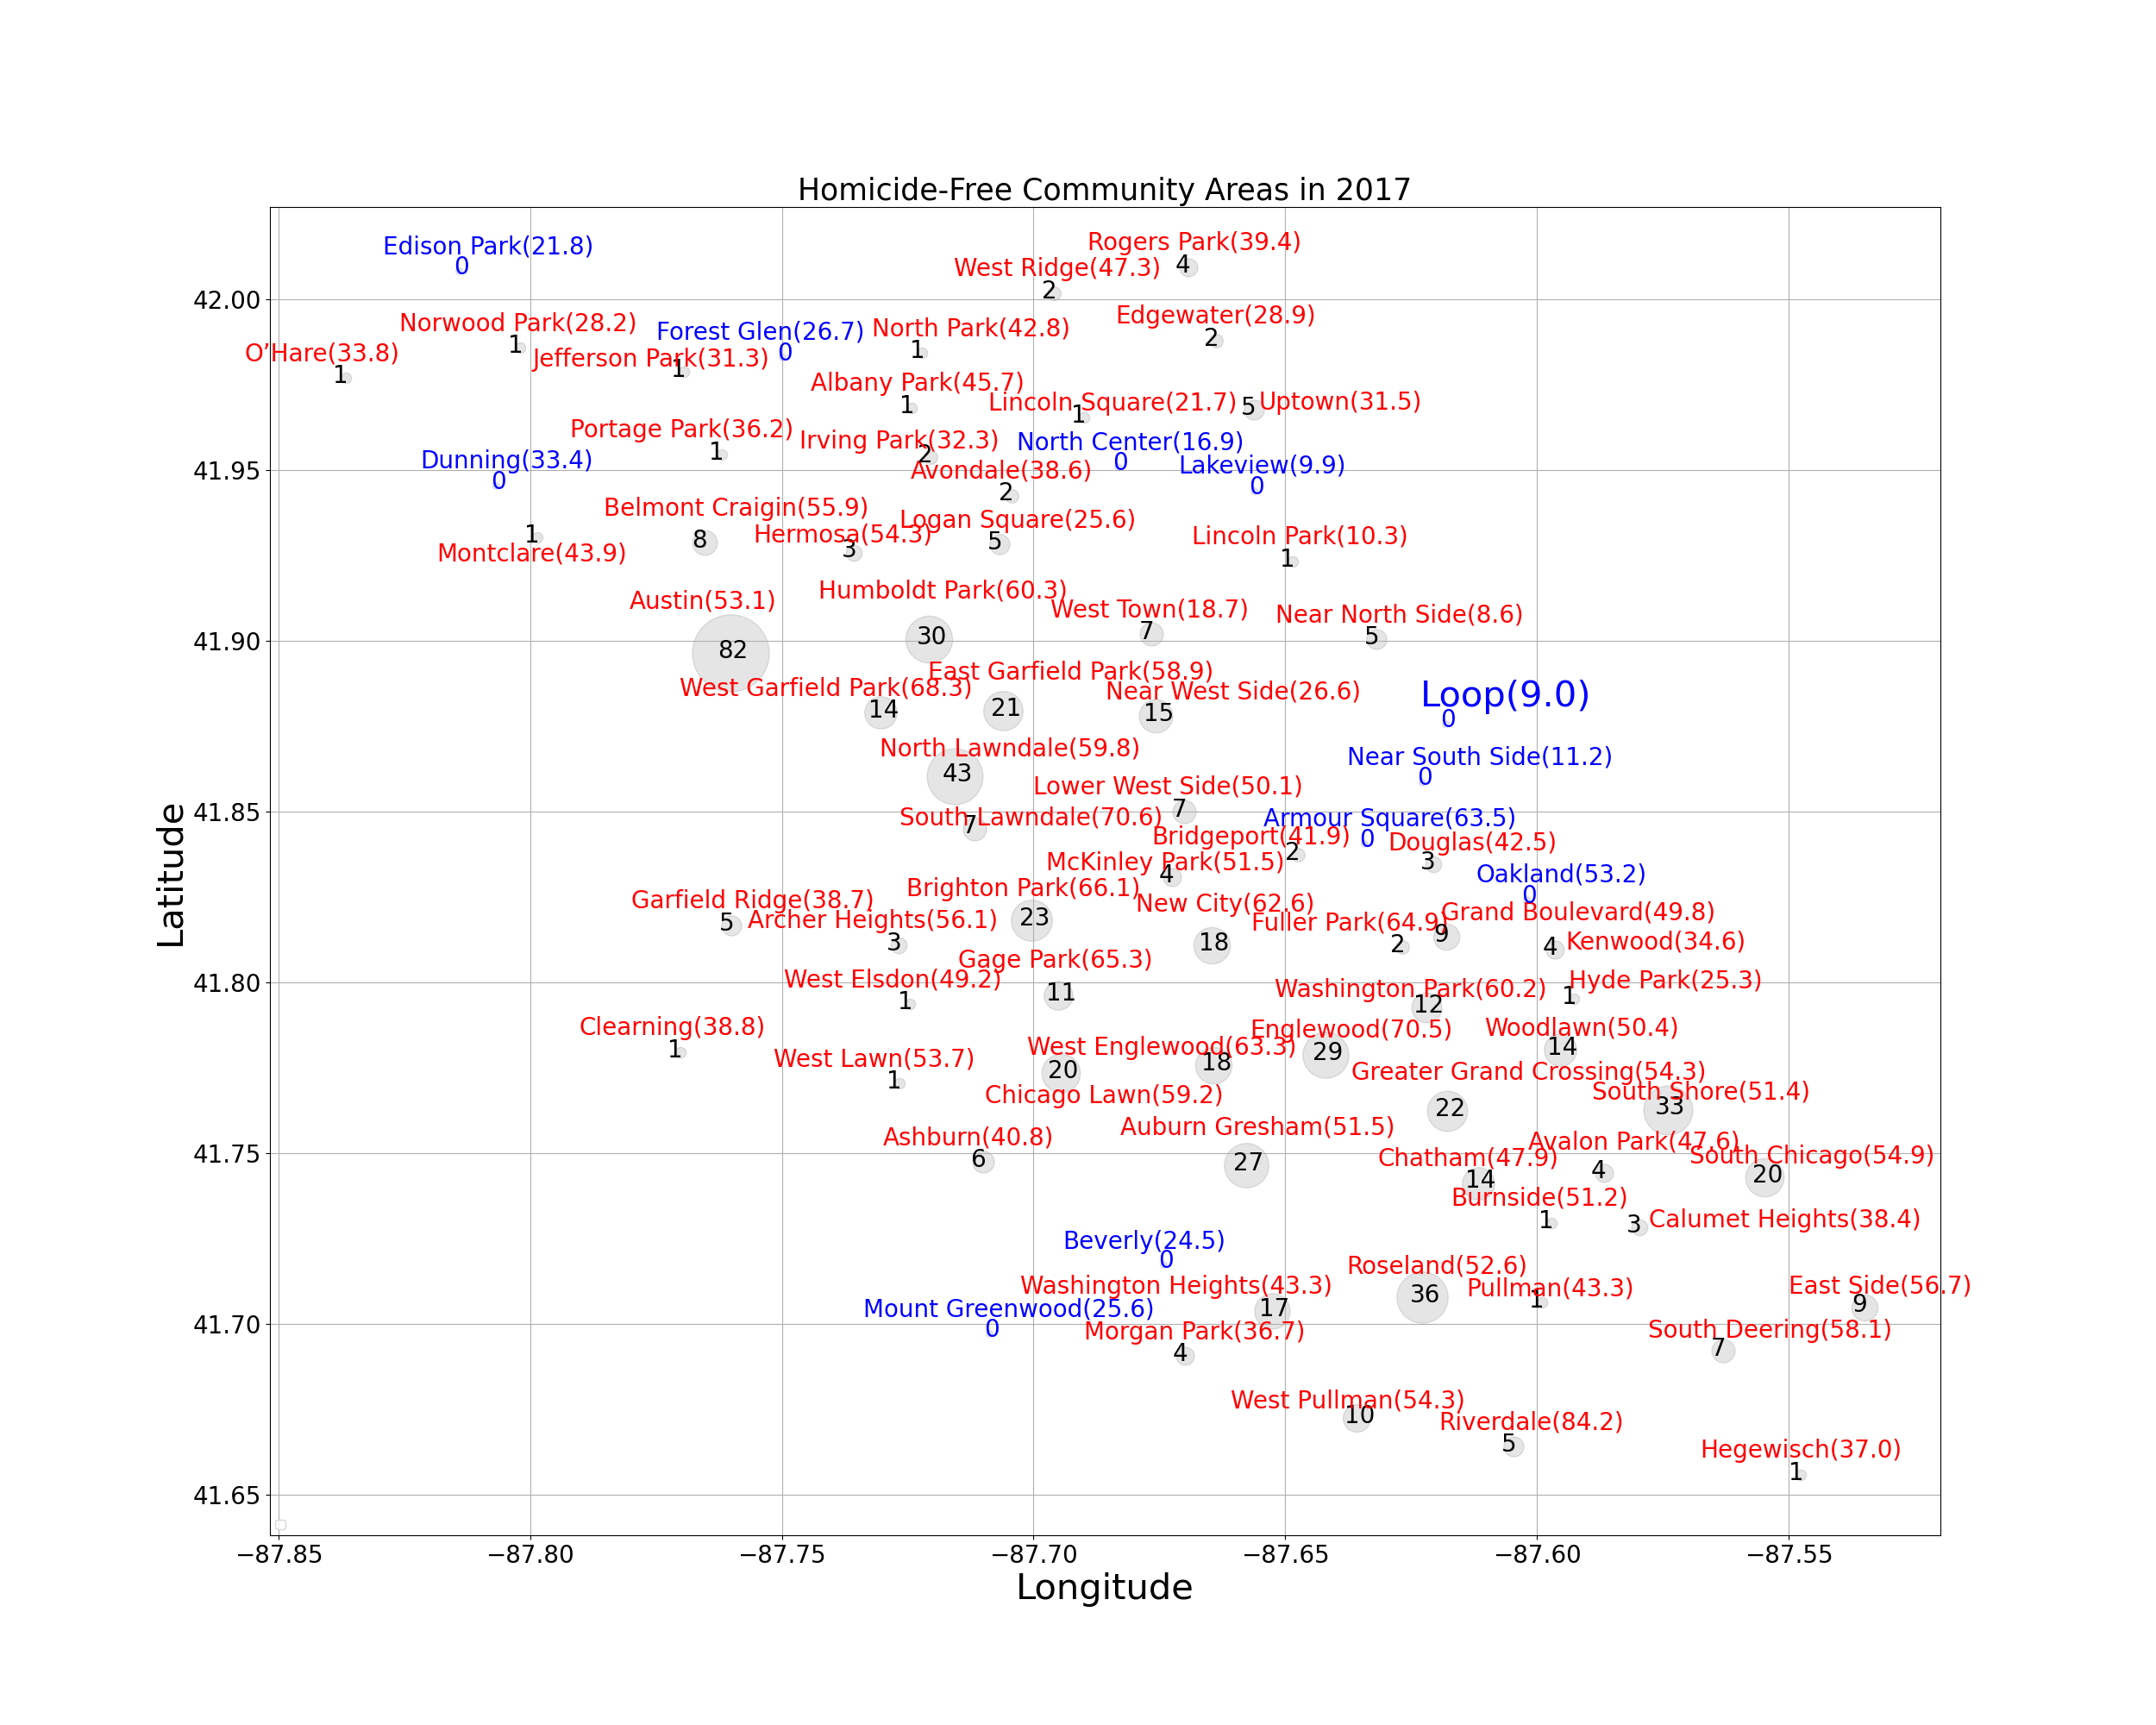 Homicide-Free Community Areas in 2017
Rogers Park(39.4)
4
Edison Park(21.8)
0
West Ridge(47.3)
2
42.00
Edgewater(28.9)
2
Norwood Park(28.2)
1
Forest Glen(26.7)
0
North Park(42.8)
1
O’Hare(33.8)
1
Jefferson Park(31.3)
1
Albany Park(45.7)
1
Lincoln Square(21.7)
1
5
Uptown(31.5)
Portage Park(36.2)
1
Irving Park(32.3)
2
North Center(16.9)
0
Dunning(33.4)
0
41.95
Avondale(38.6)
2
Lakeview(9.9)
0
Belmont Craigin(55.9)
8
Hermosa(54.3)
3
Logan Square(25.6)
5
1
Montclare(43.9)
Lincoln Park(10.3)
1
Austin(53.1)
82
Humboldt Park(60.3)
30
West Town(18.7)
7
Near North Side(8.6)
5
41.90
West Garfield Park(68.3)
14
East Garfield Park(58.9)
21
Near West Side(26.6)
15
Loop(9.0)
0
North Lawndale(59.8)
43
Near South Side(11.2)
0
Lower West Side(50.1)
7
41.85
South Lawndale(70.6)
7
Armour Square(63.5)
0
Bridgeport(41.9)
2
Douglas(42.5)
3
McKinley Park(51.5)
4
Oakland(53.2)
0
Brighton Park(66.1)
23
Garfield Ridge(38.7)
5
Archer Heights(56.1)
3
New City(62.6)
18
Fuller Park(64.9)
2
Grand Boulevard(49.8)
9
4
Kenwood(34.6)
Gage Park(65.3)
11
West Elsdon(49.2)
1
41.80
Washington Park(60.2)
12
Hyde Park(25.3)
1
Clearning(38.8)
1
West Lawn(53.7)
1
West Englewood(63.3)
18
Englewood(70.5)
29
Woodlawn(50.4)
14
20
Chicago Lawn(59.2)
Greater Grand Crossing(54.3)
22
South Shore(51.4)
33
Auburn Gresham(51.5)
27
Ashburn(40.8)
6
41.75
Chatham(47.9)
14
Avalon Park(47.6)
4
South Chicago(54.9)
20
Burnside(51.2)
1
3
Calumet Heights(38.4)
Beverly(24.5)
0
Roseland(52.6)
36
Washington Heights(43.3)
17
Pullman(43.3)
1
East Side(56.7)
9
Mount Greenwood(25.6)
0
41.70
Morgan Park(36.7)
4
South Deering(58.1)
7
West Pullman(54.3)
10
Riverdale(84.2)
5
Hegewisch(37.0)
1
41.65
Latitude
−87.85 −87.80 −87.75 −87.70 −87.65 −87.60 −87.55
Longitude